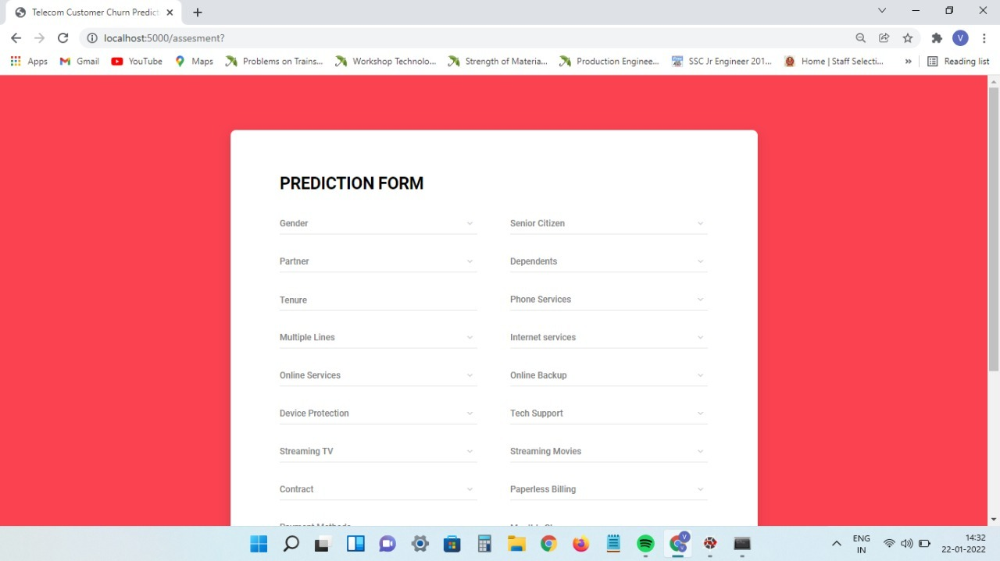 Telecom Customer Churn Predict
localhost:5000/assesment?
V
Apps Gmail YouTube Maps Problems on Trains... Workshop Technolo... Strength of Materia... Production Enginee... SSC Jr Engineer 201... Home | Staff Selecti... » Reading list
PREDICTION FORM
Gender Senior Citizen
Partner Dependents
Tenure Phone Services
Multiple Lines Internet services
Online Services Online Backup
Device Protection Tech Support
Streaming TV Streaming Movies
Contract Paperless Billing
Payment Methods
ENG 14:32
IN 22-01-2022